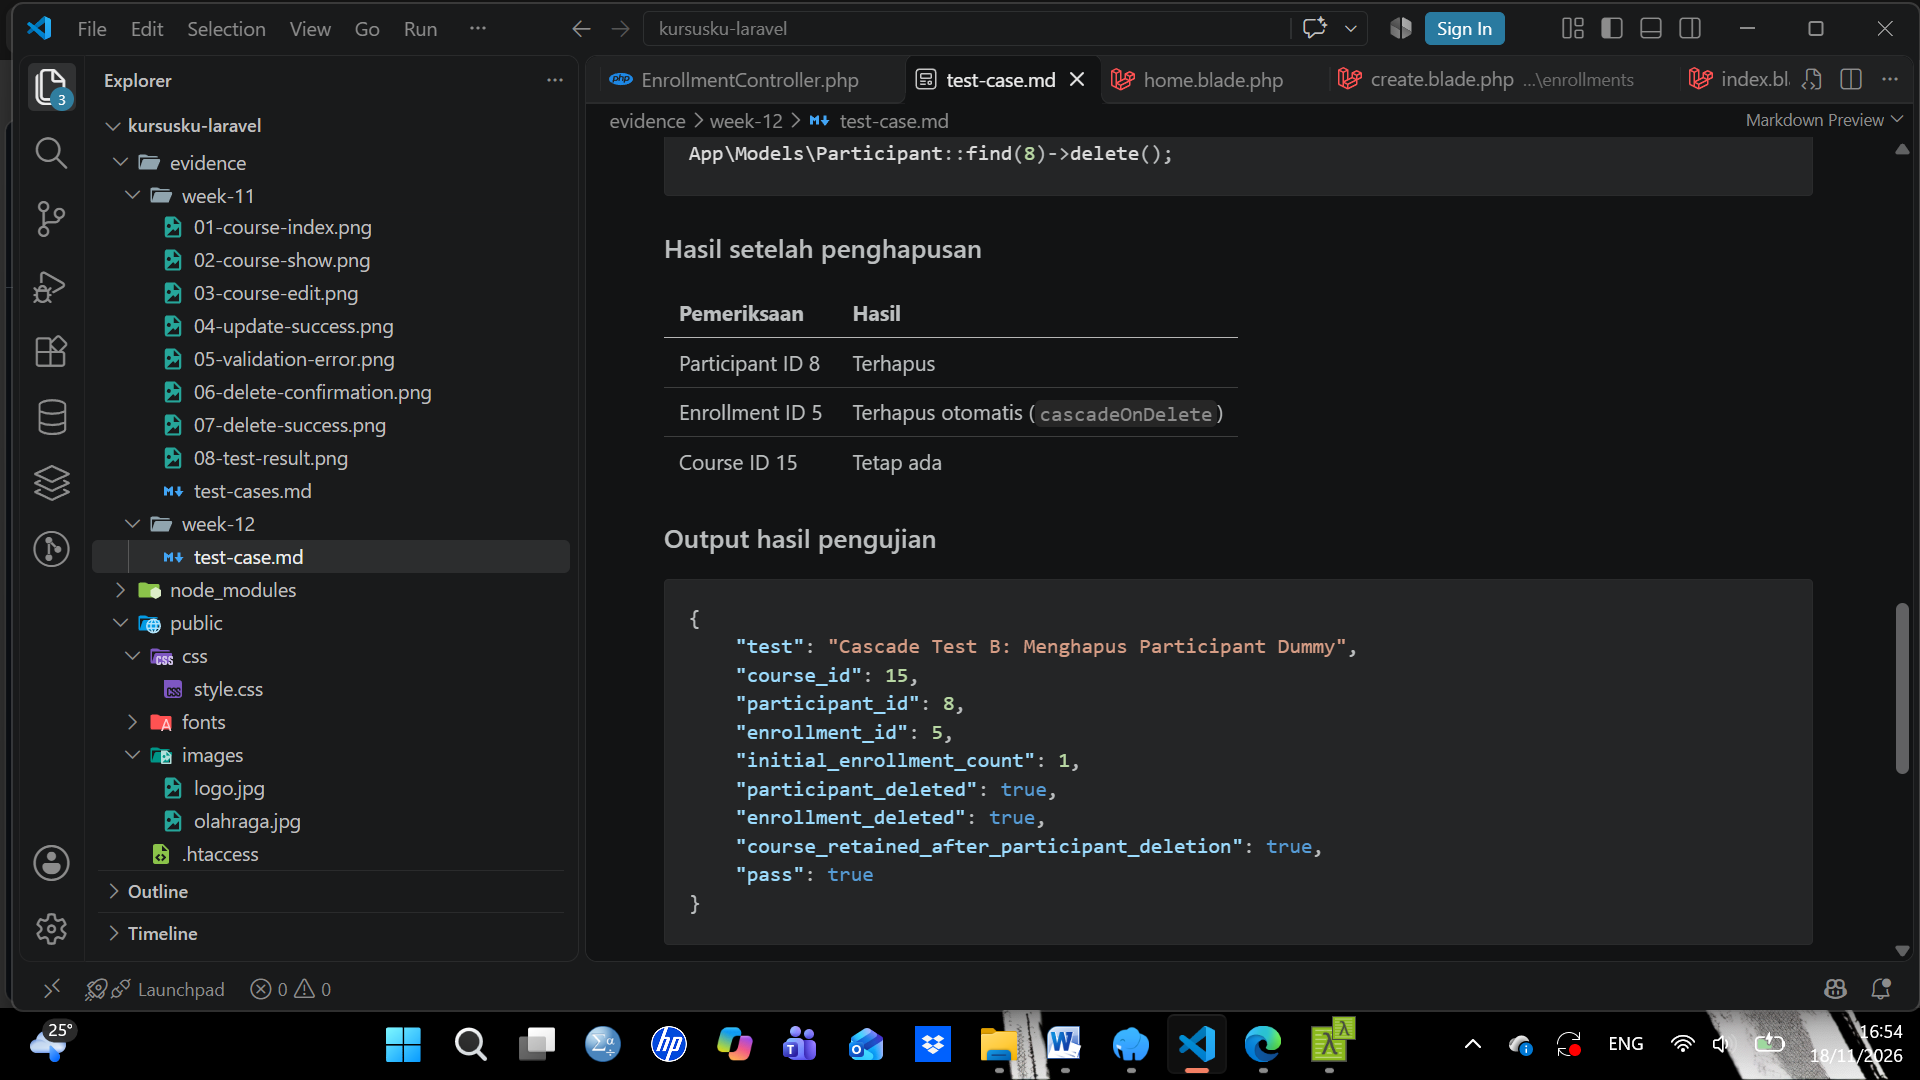 File Edit Selection View Go Run ···
kursusku-laravel
Sign In
Explorer
3
kursusku-laravel
evidence
week-11
01-course-index.png
02-course-show.png
03-course-edit.png
04-update-success.png
05-validation-error.png
06-delete-confirmation.png
07-delete-success.png
08-test-result.png
test-cases.md
week-12
test-case.md
node_modules
public
css
style.css
fonts
images
logo.jpg
olahraga.jpg
.htaccess
Outline
Timeline
EnrollmentController.php
test-case.md
home.blade.php
create.blade.php ...\enrollments
index.bl
evidence > week-12 > test-case.md
Markdown Preview
App\Models\Participant::find(8)->delete();
Hasil setelah penghapusan
Pemeriksaan Hasil
Participant ID 8 Terhapus
Enrollment ID 5 Terhapus otomatis (cascadeOnDelete)
Course ID 15 Tetap ada
Output hasil pengujian
{
"test": "Cascade Test B: Menghapus Participant Dummy",
"course_id": 15,
"participant_id": 8,
"enrollment_id": 5,
"initial_enrollment_count": 1,
"participant_deleted": true,
"enrollment_deleted": true,
"course_retained_after_participant_deletion": true,
"pass": true
}
Launchpad 0 0
25°
ENG
16:54
18/11/2026